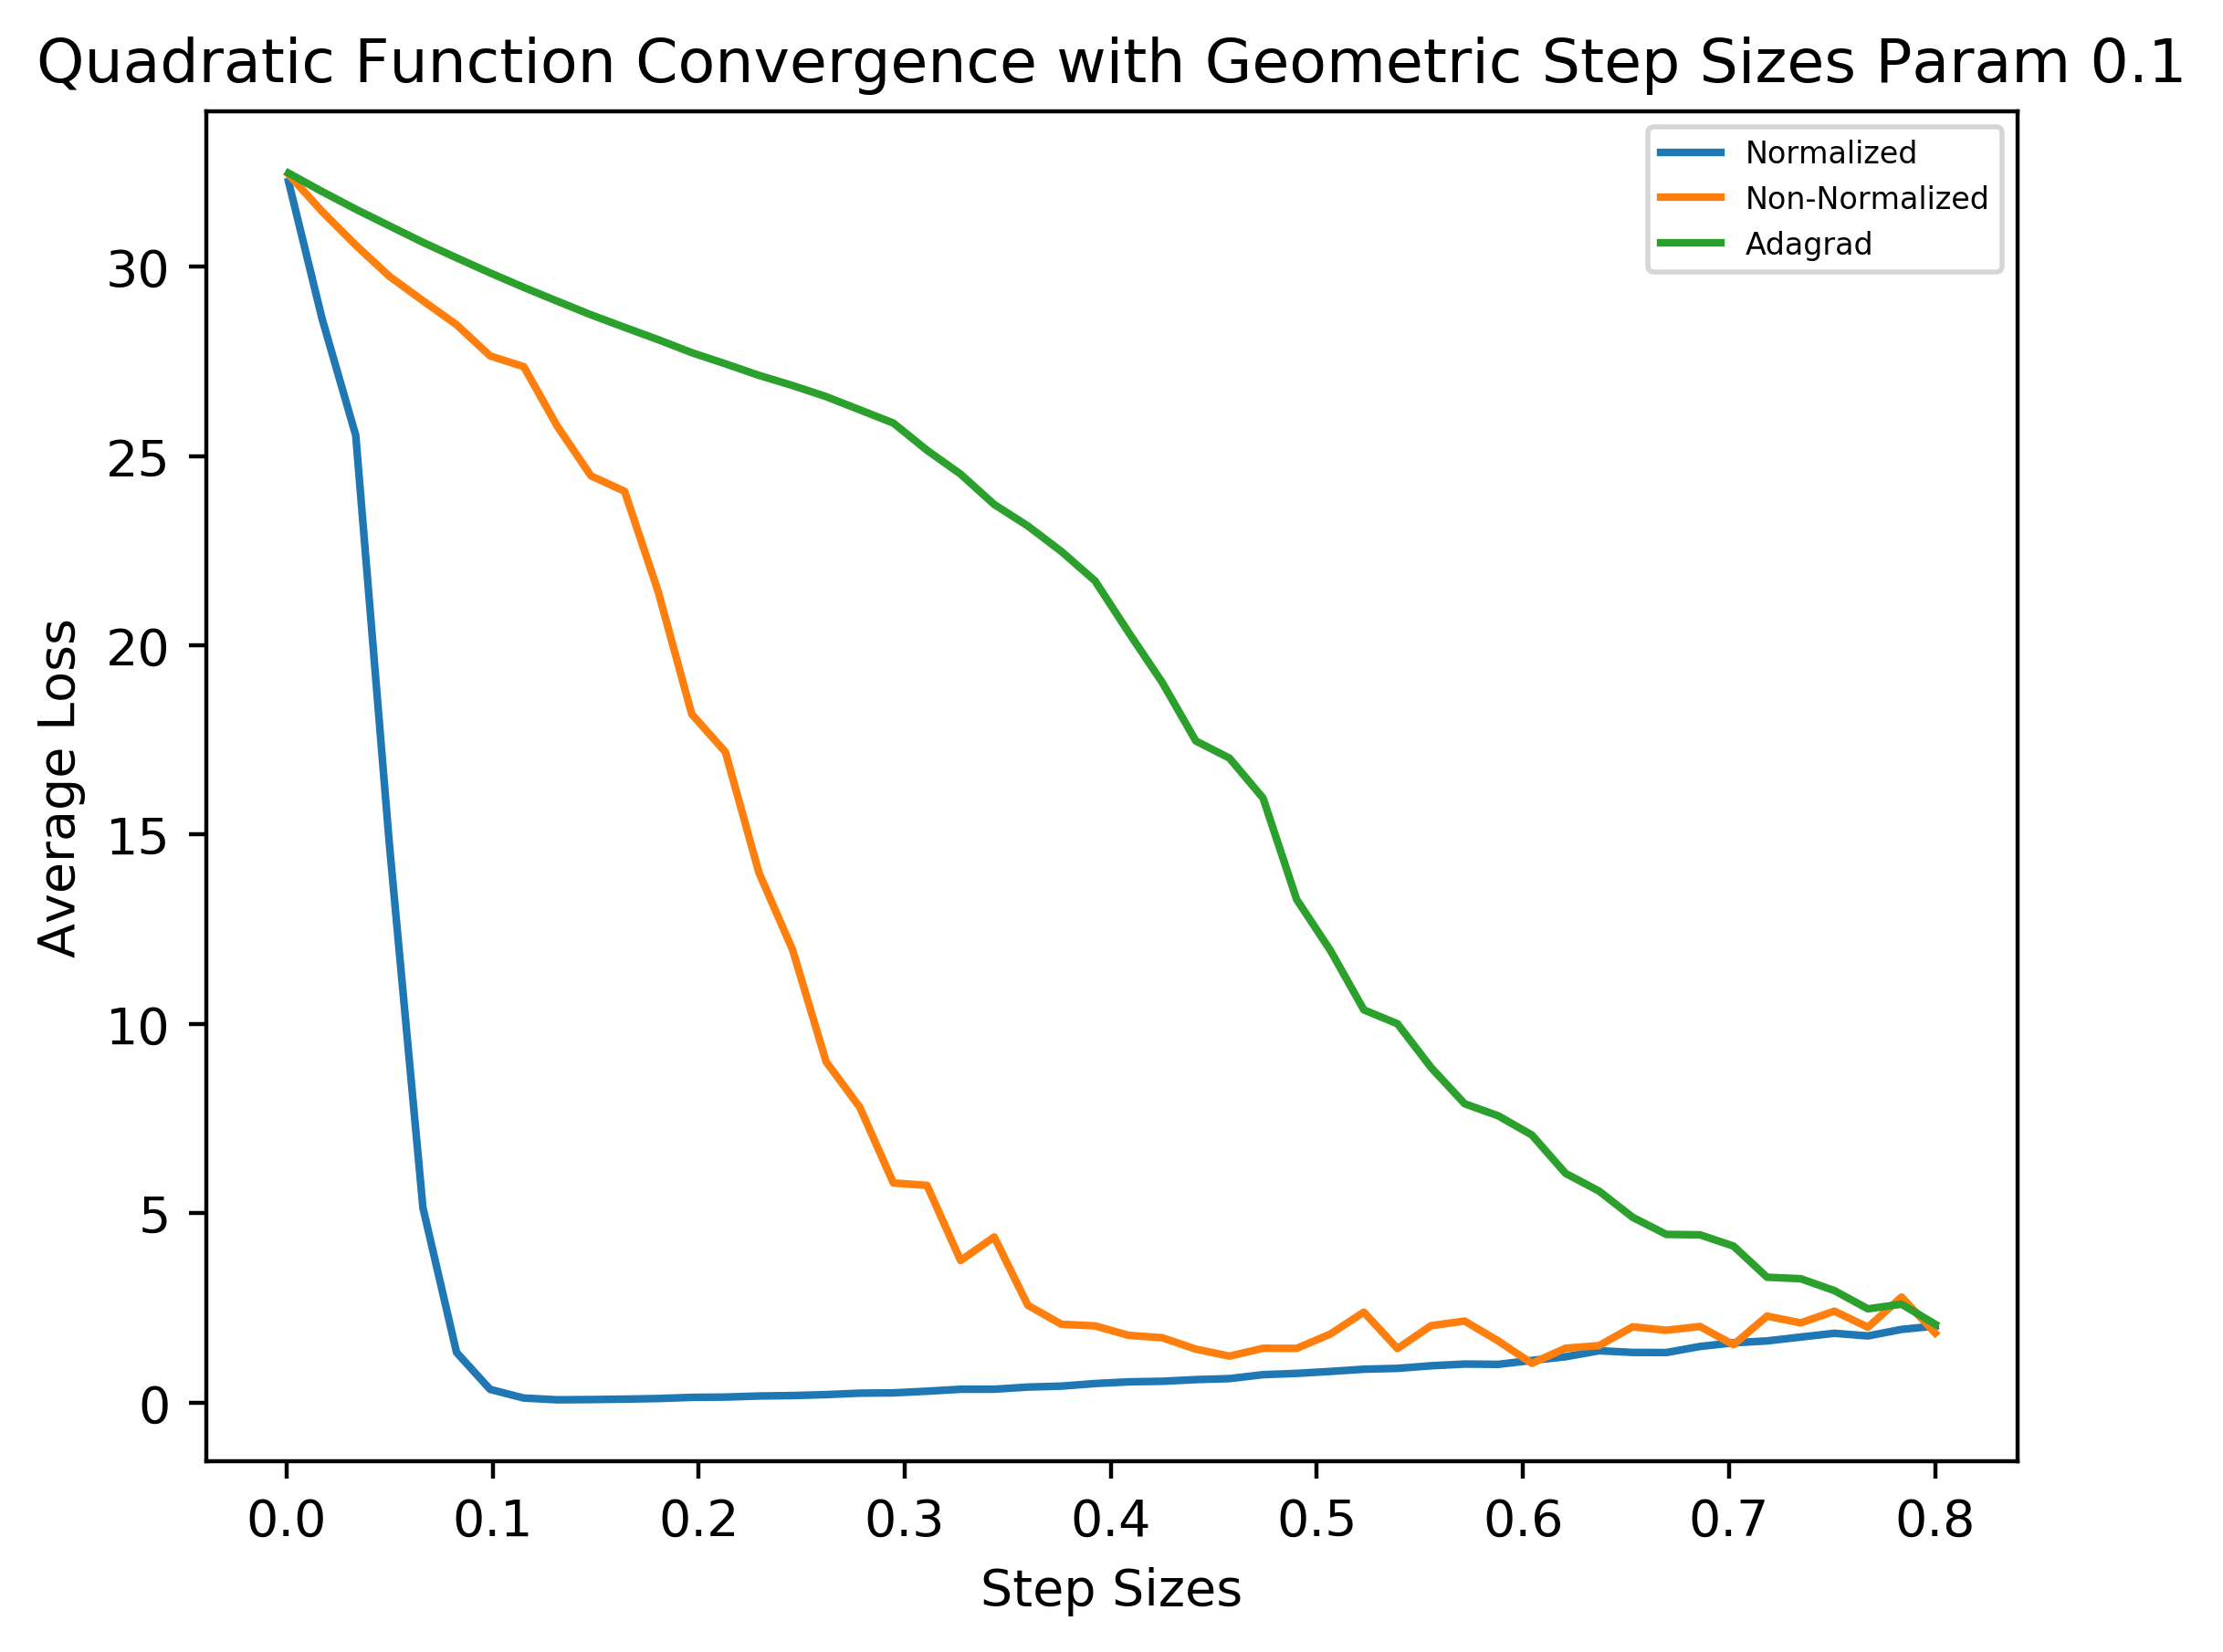 Quadratic Function Convergence with Geometric Step Sizes Param 0.1
Normalized
Non-Normalized
Adagrad
Average Loss
30
25
20
15
10
5
0
0.0 0.1 0.2 0.3 0.4 0.5 0.6 0.7 0.8
Step Sizes